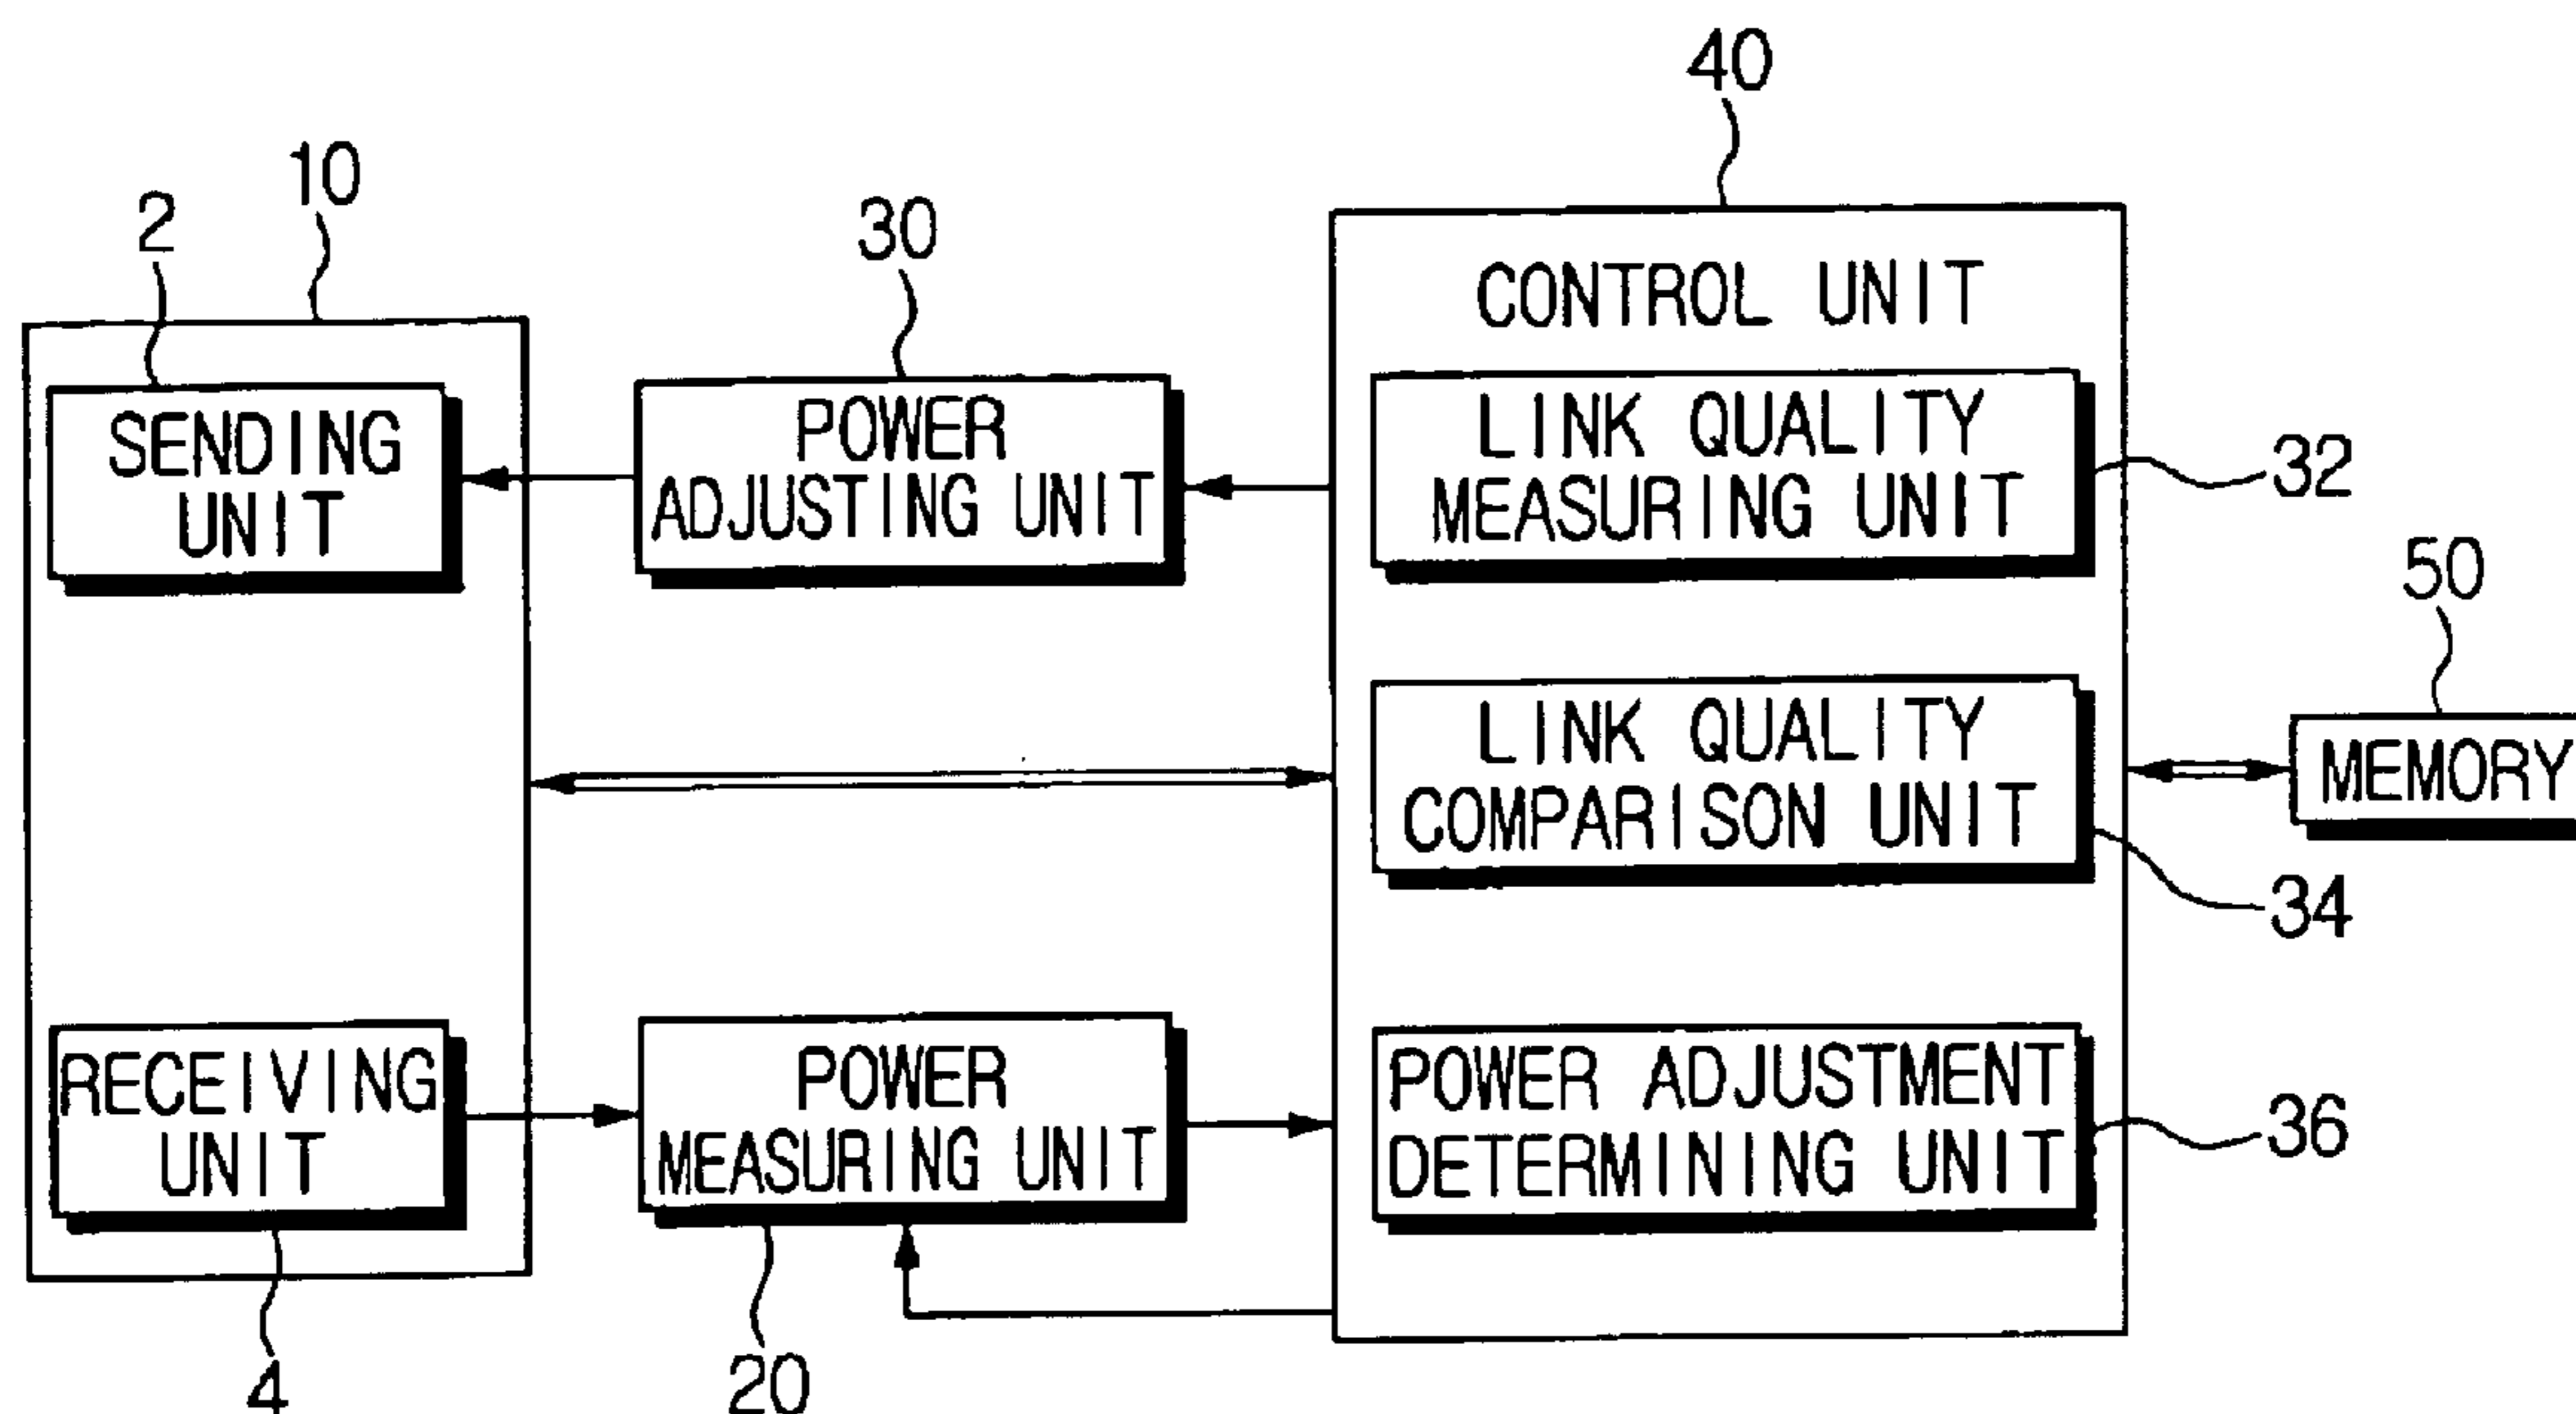 40
10
2
30
CONTROL UNIT
SENDING
UNIT
POWER
ADJUSTING UNIT
LINK QUALITY
MEASURING UNIT
32
50
LINK QUALITY
COMPARISON UNIT
MEMORY
34
RECEIVING
UNIT
POWER
MEASURING UNIT
POWER ADJUSTMENT
DETERMINING UNIT
36
4
20